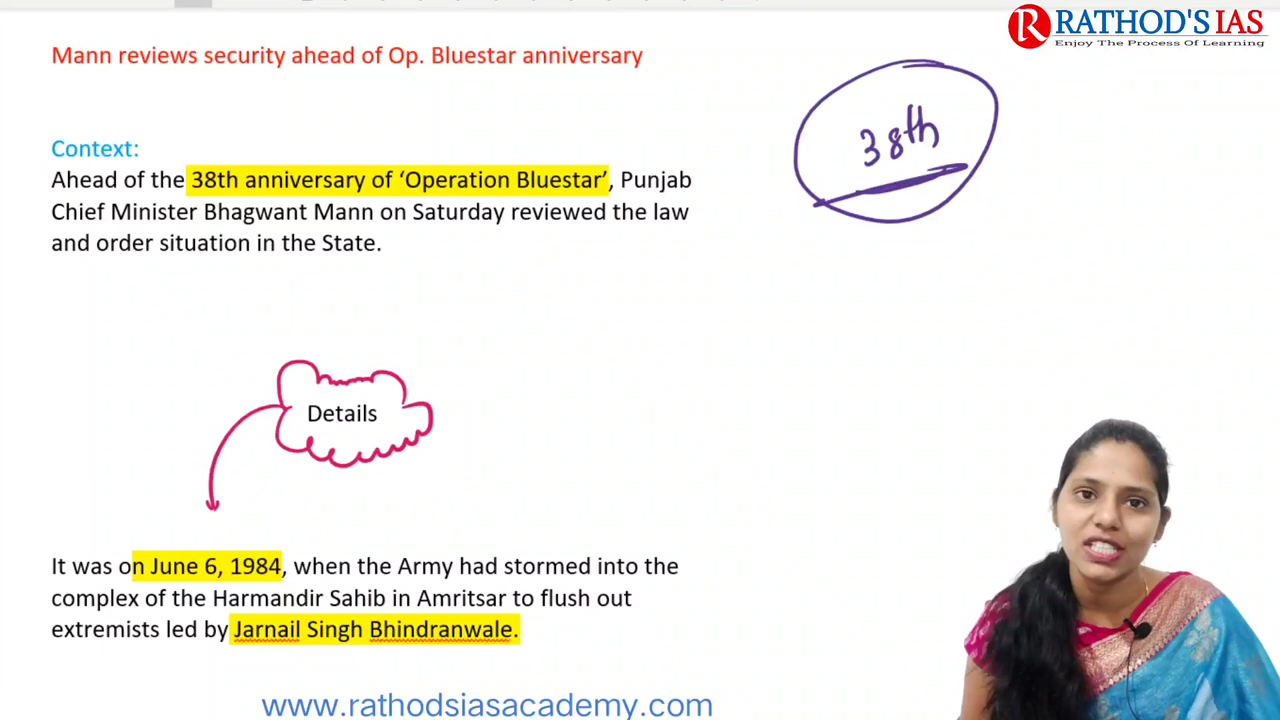 RATHOD'S IAS
Enjoy The Process Of Learning
Mann reviews security ahead of Op. Bluestar anniversary
38th
Context:
Ahead of the 38th anniversary of ‘Operation Bluestar’, Punjab
Chief Minister Bhagwant Mann on Saturday reviewed the law
and order situation in the State.
Details
It was on June 6, 1984, when the Army had stormed into the
complex of the Harmandir Sahib in Amritsar to flush out
extremists led by Jarnail Singh Bhindranwale.
www.rathodsiasacademy.com